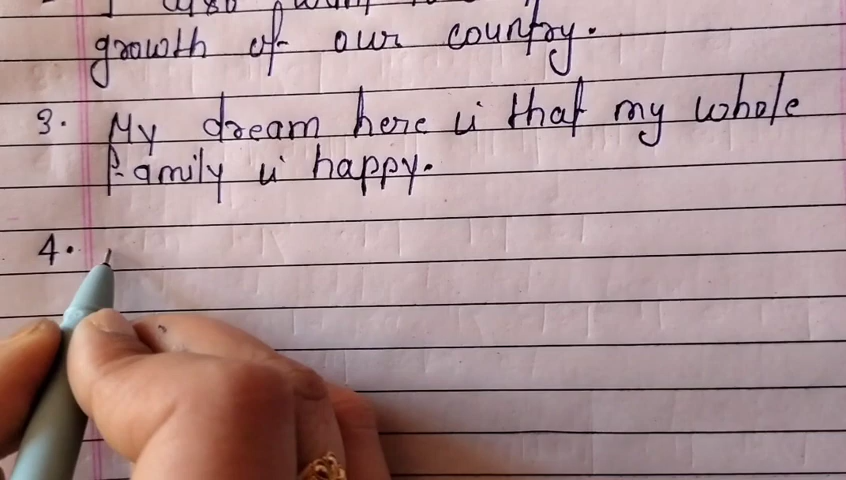 growth of our country.
3. My dream here is that my whole
family is happy.
4.